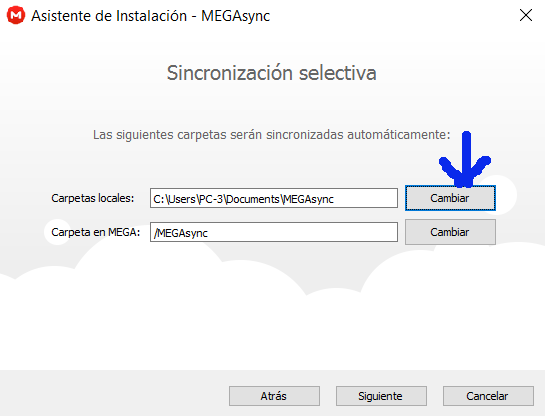 Asistente de Instalación - MEGAsync
Sincronización selectiva
Las siguientes carpetas serán sincronizadas automáticamente:
Carpetas locales: C:\Users\PC-3\Documents\MEGAsync Cambiar
Carpeta en MEGA: /MEGAsync Cambiar
Atrás Siguiente Cancelar